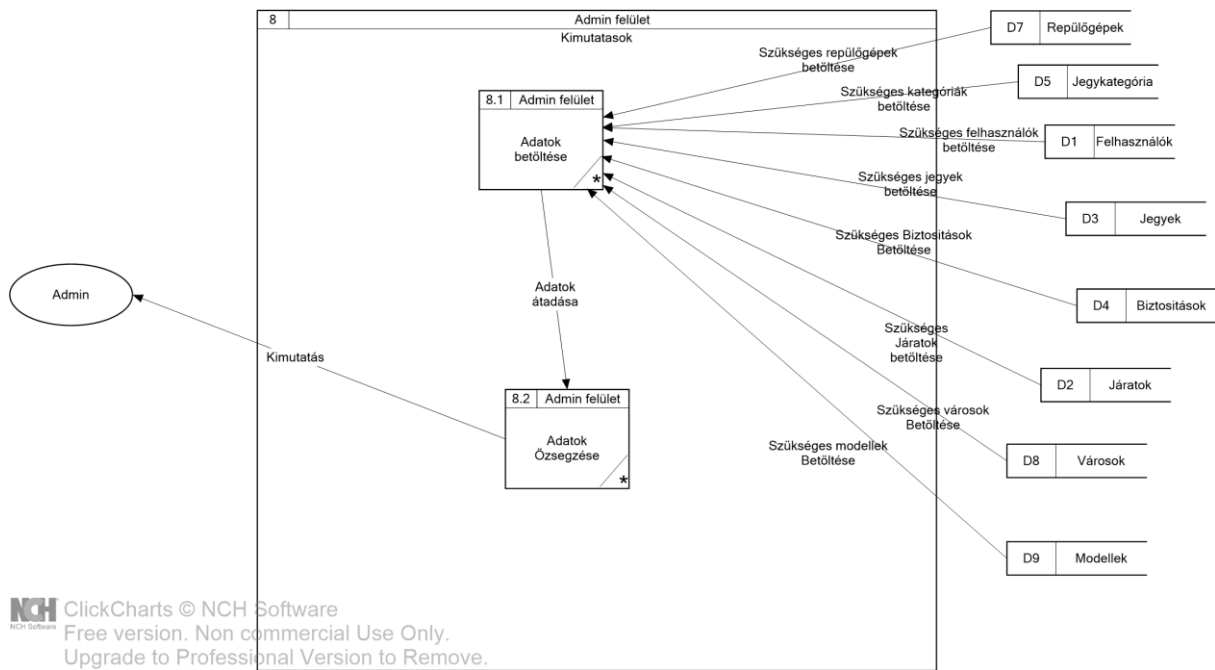 8 Admin felület
Kimutatasok
D7 Repülőgépek
Szükséges repülőgépek
betöltése
D5 Jegykategória
Szükséges kategóriák
betöltése
8.1 Admin felület
Adatok
betöltése
*
Szükséges felhasználók
betöltése
D1 Felhasználók
Szükséges jegyek
betöltése
D3 Jegyek
Szükséges Biztositások
Betöltése
D4 Biztositások
Admin
Adatok
átadása
Szükséges
Járatok
betöltése
Kimutatás
D2 Járatok
8.2 Admin felület
Adatok
Özsegzése
*
Szükséges városok
Betöltése
Szükséges modellek
Betöltése
D8 Városok
D9 Modellek
NCH
NCH Software
ClickCharts © NCH Software
Free version. Non commercial Use Only.
Upgrade to Professional Version to Remove.